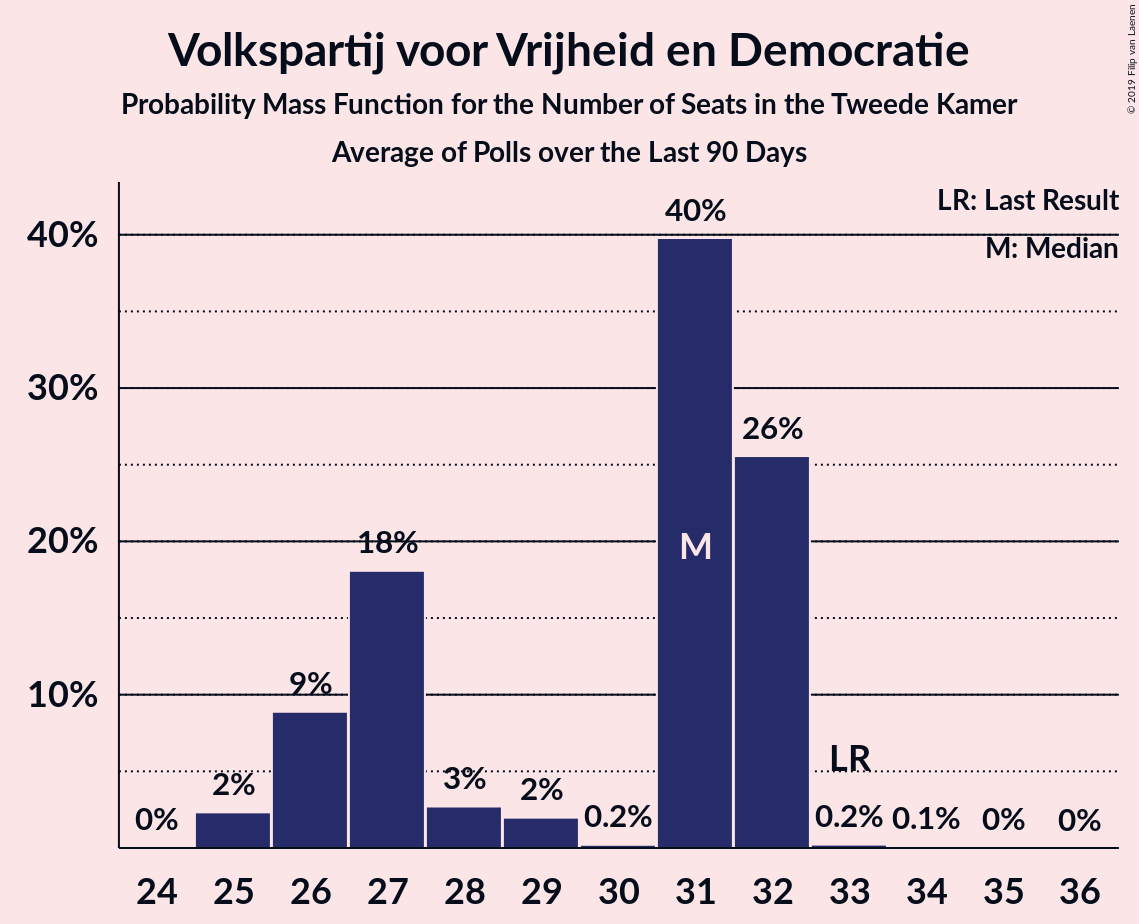 Volkspartij voor Vrijheid en Democratie
Probability Mass Function for the Number of Seats in the Tweede Kamer
Average of Polls over the Last 90 Days
© 2019 Filip van Laenen
LR: Last Result
M: Median
40%
30%
20%
10%
0%
2%
9%
18%
3%
2%
0.2%
40%
26%
0.2%
0.1%
0%
0%
M
LR
24 25 26 27 28 29 30 31 32 33 34 35 36